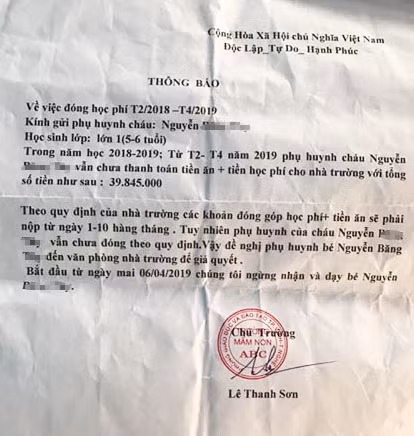 Cộng Hòa Xã Hội chủ Nghĩa Việt Nam
Độc Lập_Tự Do_ Hạnh Phúc
THÔNG BÁO
Về việc đóng học phí T2/2018 –T4/2019
Kính gửi phụ huynh cháu: Nguyễn
Học sinh lớp: lớn 1(5-6 tuổi)
Trong năm học 2018-2019; Từ T2- T4 năm 2019 phụ huynh cháu Nguyễn
vẫn chưa thanh toán tiền ăn + tiền học phí cho nhà trường với tổng
số tiền như sau : 39.845.000
Theo quy định của nhà trường các khoản đóng góp học phí+ tiền ăn sẽ phải
nộp từ ngày 1-10 hàng tháng . Tuy nhiên phụ huynh của cháu Nguyễn
vẫn chưa đóng theo quy định.Vậy đề nghị phụ huynh bé Nguyễn Băng
đến văn phòng nhà trường để giả quyết .
Bắt đầu từ ngày mai 06/04/2019 chúng tôi ngừng nhận và dạy bé Nguyễn
Chủ Trường
MẦM NON
ABC
Lê Thanh Sơn